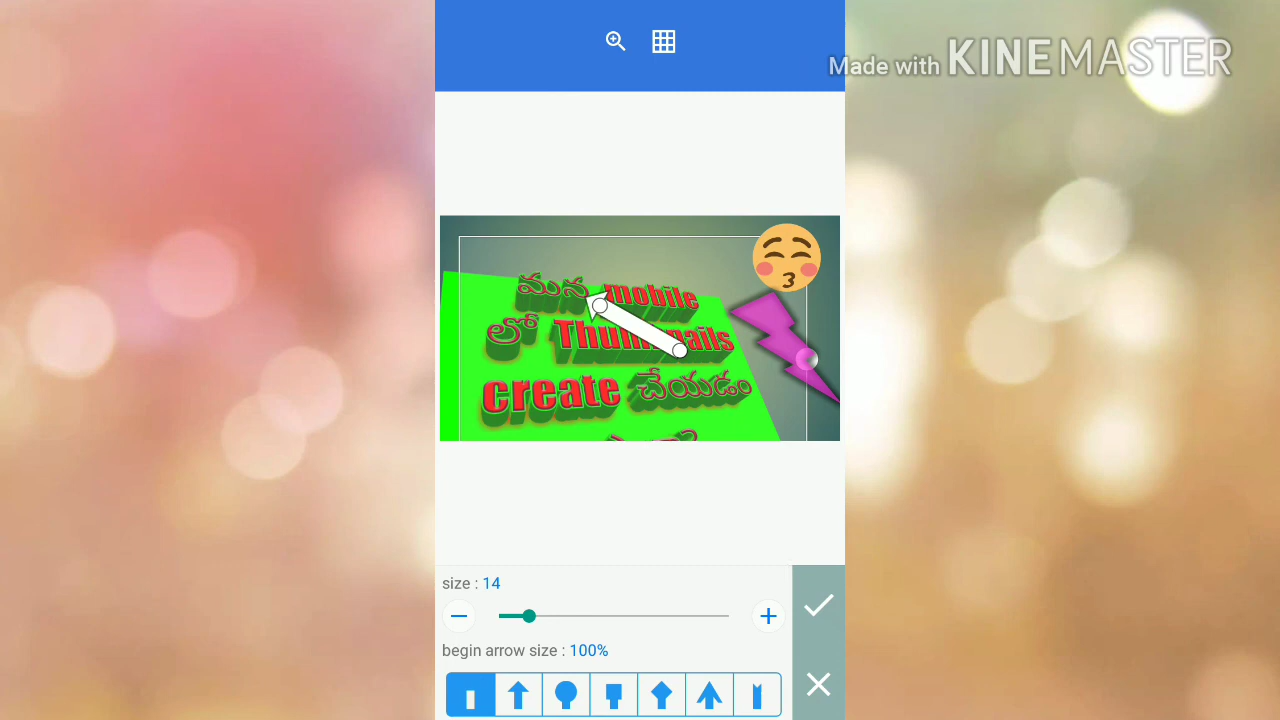 Made with KINEMASTER
మన mobile
లో Thumbnails
create చేయడం
size : 14
begin arrow size : 100%